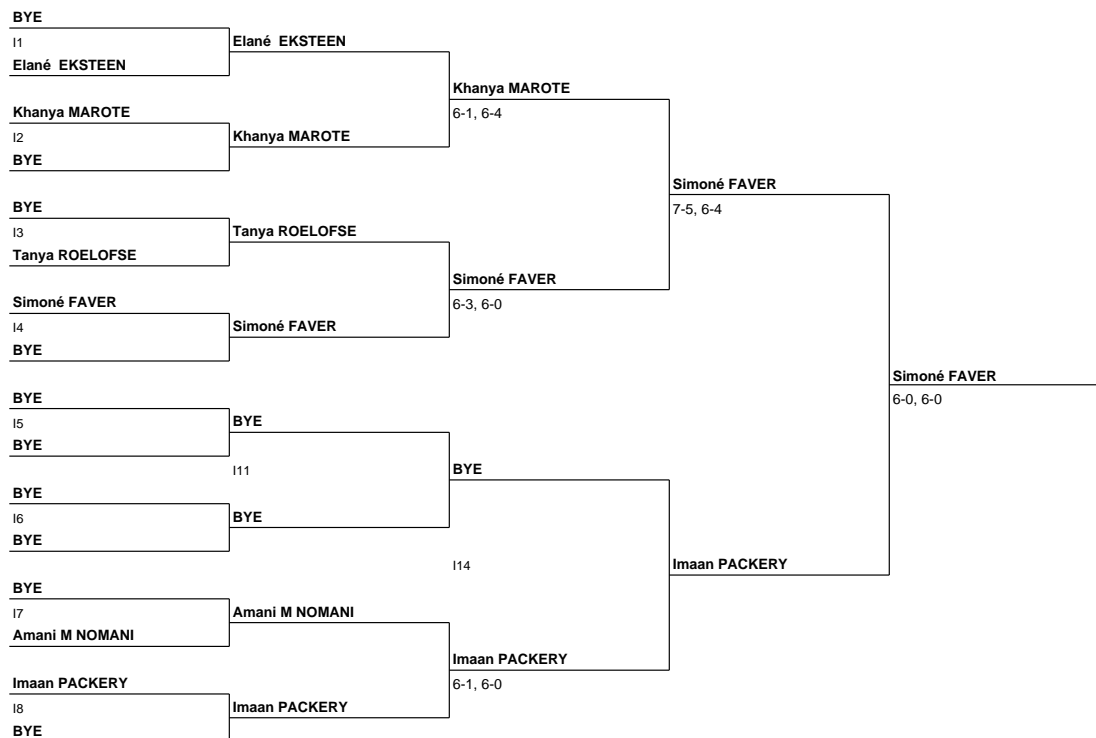 BYE
I1
Elané EKSTEEN
Khanya MAROTE
I2
BYE
BYE
I3
Tanya ROELOFSE
Simoné FAVER
I4
BYE
BYE
I5
BYE
BYE
I6
BYE
BYE
I7
Amani M NOMANI
Imaan PACKERY
I8
BYE
Elané EKSTEEN
Khanya MAROTE
Tanya ROELOFSE
Simoné FAVER
BYE
I11
BYE
Amani M NOMANI
Imaan PACKERY
Khanya MAROTE
6-1, 6-4
Simoné FAVER
6-3, 6-0
BYE
I14
Imaan PACKERY
6-1, 6-0
Simoné FAVER
7-5, 6-4
Imaan PACKERY
Simoné FAVER
6-0, 6-0